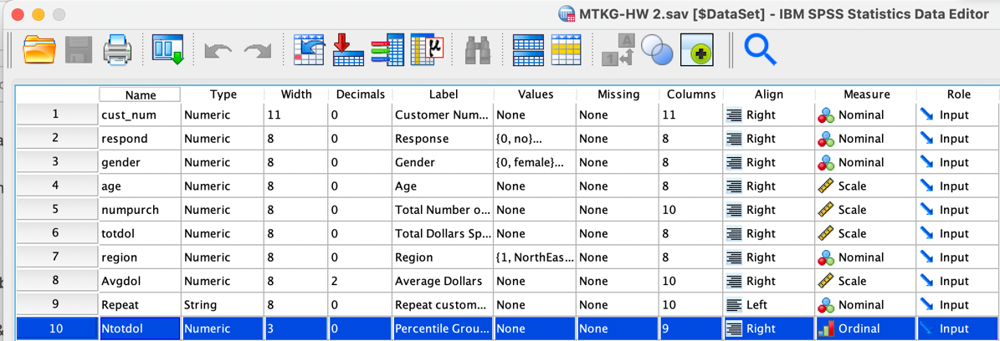 MTKG-HW 2.sav [$DataSet] - IBM SPSS Statistics Data Editor
Name Type Width Decimals Label Values Missing Columns Align Measure Role
1 cust_num Numeric 11 0 Customer Num... None None 11 Right Nominal Input
2 respond Numeric 8 0 Response {0, no}... None 8 Right Nominal Input
3 gender Numeric 8 0 Gender {0, female}... None 8 Right Nominal Input
4 age Numeric 8 0 Age None None 8 Right Scale Input
5 numpurch Numeric 8 0 Total Number o... None None 10 Right Scale Input
6 totdol Numeric 8 0 Total Dollars Sp... None None 8 Right Scale Input
7 region Numeric 8 0 Region {1, NorthEas... None 8 Right Nominal Input
8 Avgdol Numeric 8 2 Average Dollars None None 10 Right Scale Input
9 Repeat String 8 0 Repeat custom... None None 10 Left Nominal Input
10 Ntotdol Numeric 3 0 Percentile Grou... None None 9 Right Ordinal Input